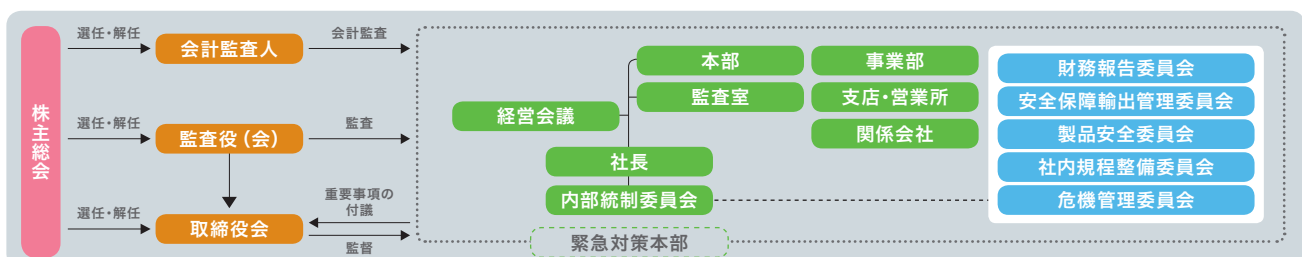 株主総会
選任・解任
会計監査人
会計監査
選任・解任
監査役（会）
監査
選任・解任
取締役会
重要事項の
付議
監督
本部
事業部
監査室
支店・営業所
経営会議
関係会社
社長
内部統制委員会
緊急対策本部
財務報告委員会
安全保障輸出管理委員会
製品安全委員会
社内規程整備委員会
危機管理委員会